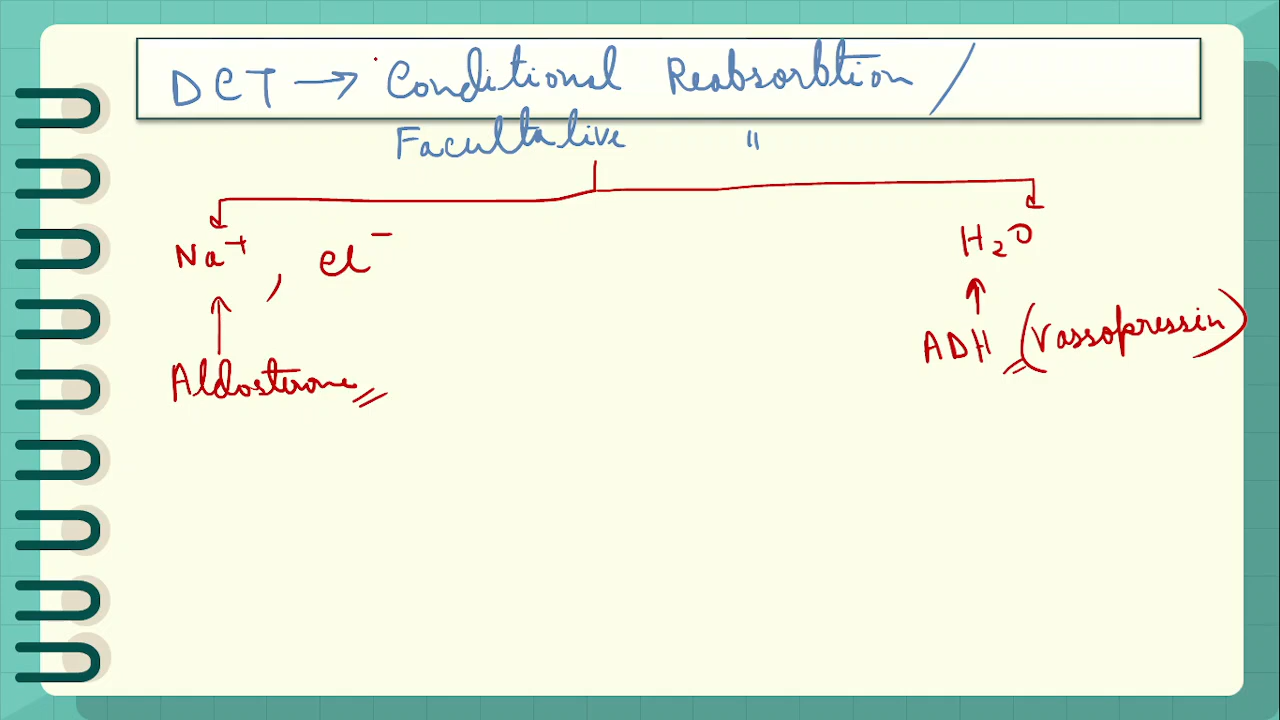 DCT → Conditional Reabsorbtion /
Facultative "
Na⁺, Cl⁻
H₂O
Aldosterone
ADH (Vassopressin)